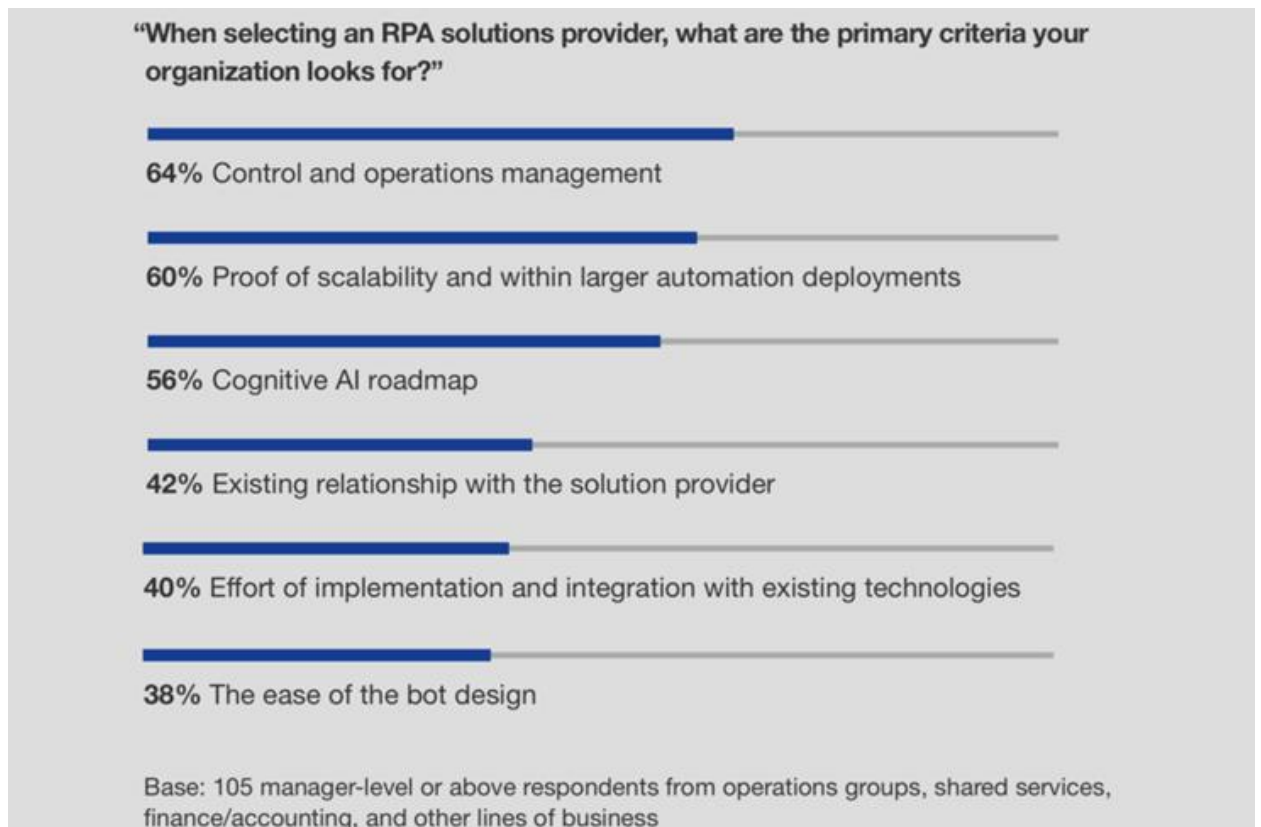 “When selecting an RPA solutions provider, what are the primary criteria your
organization looks for?”
64% Control and operations management
60% Proof of scalability and within larger automation deployments
56% Cognitive AI roadmap
42% Existing relationship with the solution provider
40% Effort of implementation and integration with existing technologies
38% The ease of the bot design
Base: 105 manager-level or above respondents from operations groups, shared services,
finance/accounting, and other lines of business